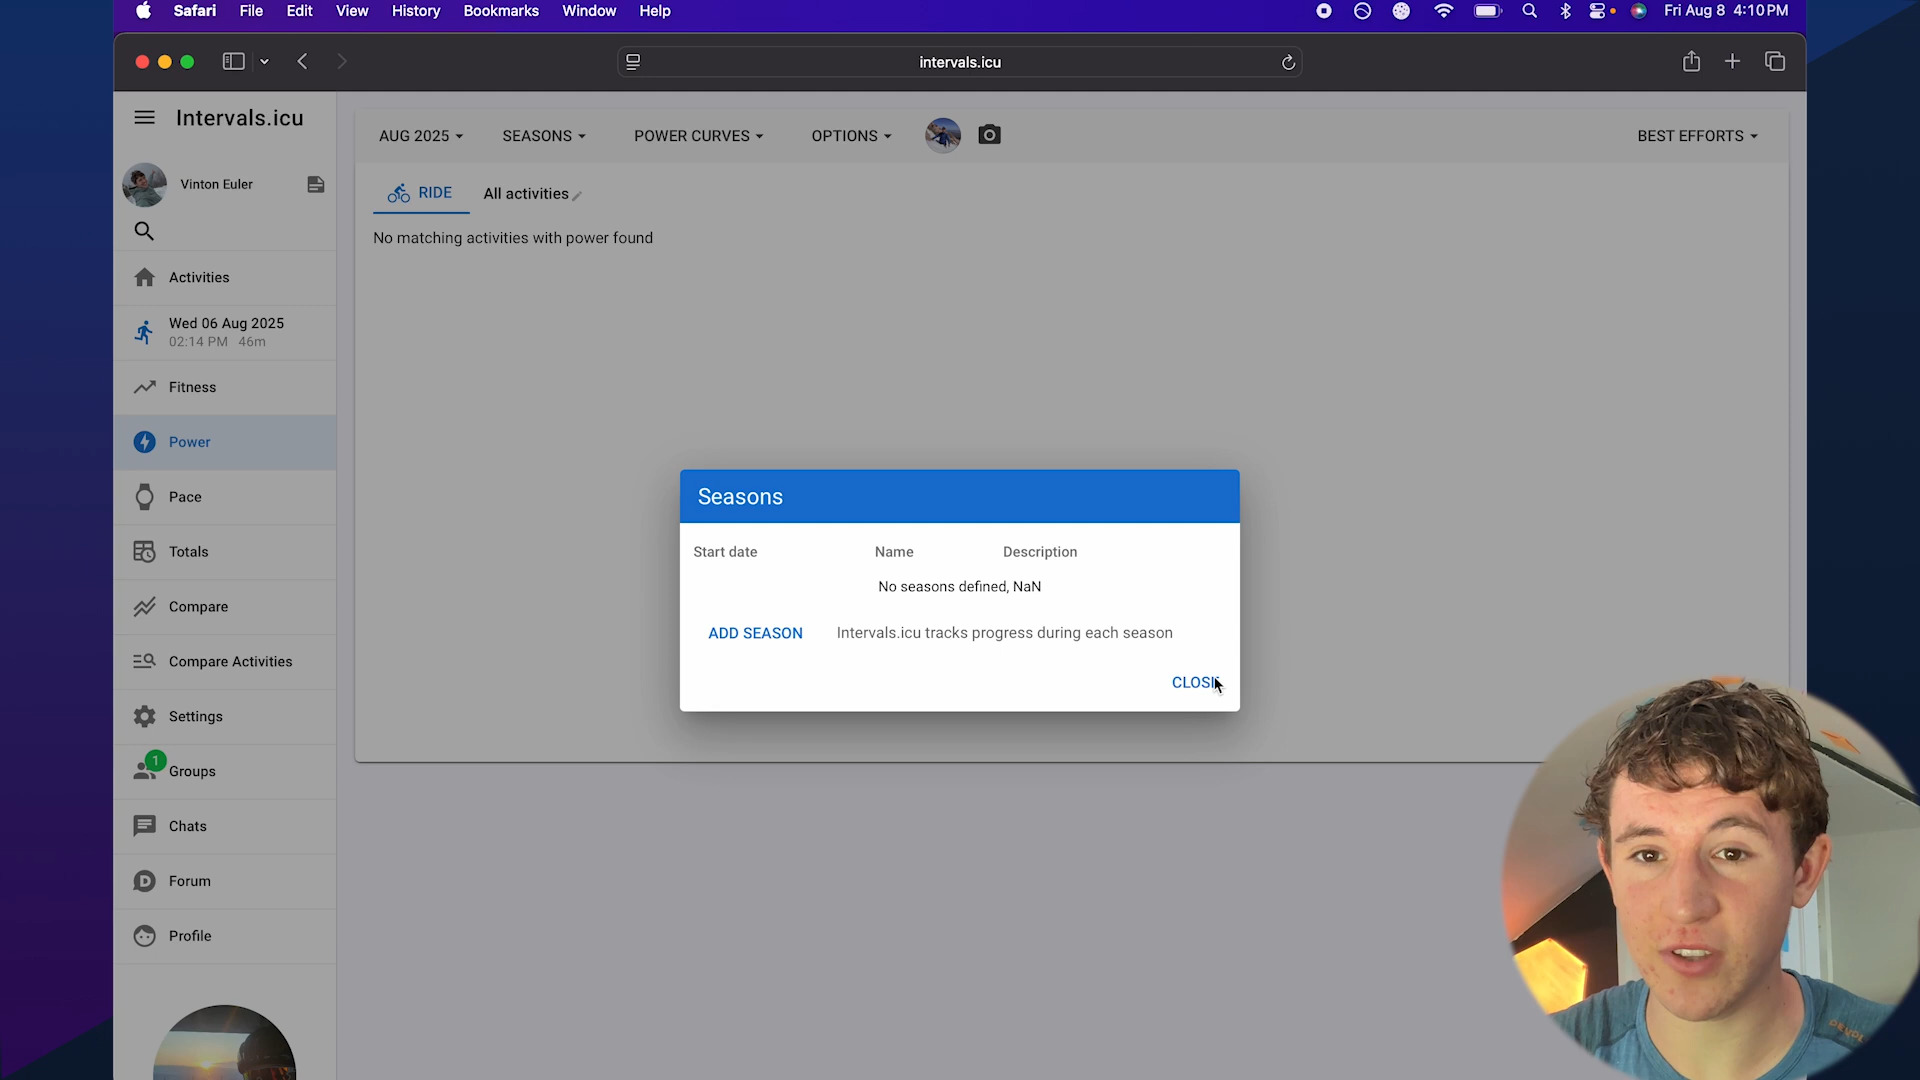 Safari File Edit View History Bookmarks Window Help Fri Aug 8 4:10 PM
intervals.icu
Intervals.icu
AUG 2025 SEASONS POWER CURVES OPTIONS BEST EFFORTS
Vinton Euler
RIDE All activities
No matching activities with power found
Activities
Wed 06 Aug 2025
02:14 PM 46m
Fitness
Power
Pace
Totals
Compare
Compare Activities
Settings
1
Groups
Chats
Forum
Profile
Seasons
Start date Name Description
No seasons defined, NaN
ADD SEASON Intervals.icu tracks progress during each season
CLOSE